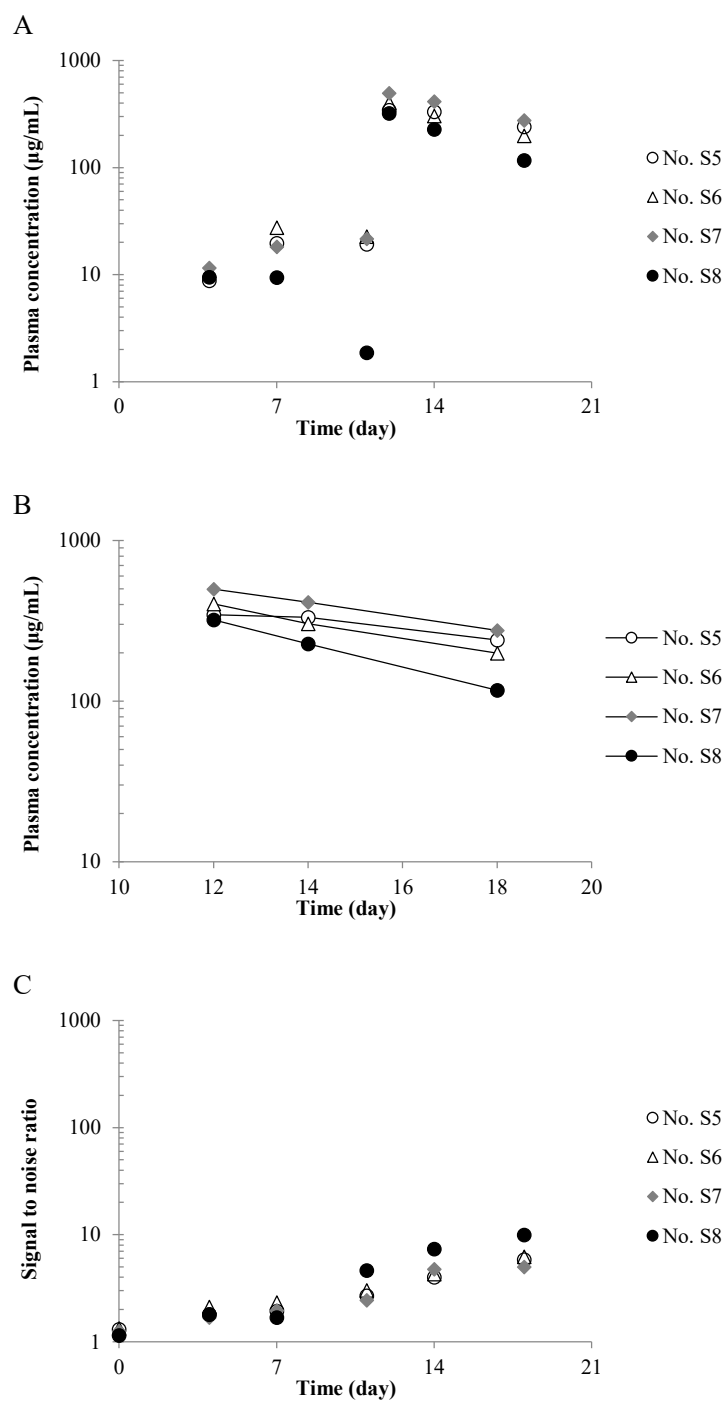 A
Plasma concentration (µg/mL)
1000
100
10
1
0 7 14 21
Time (day)
No. S5
No. S6
No. S7
No. S8
B
Plasma concentration (µg/mL)
1000
100
10
10 12 14 16 18 20
Time (day)
No. S5
No. S6
No. S7
No. S8
C
Signal to noise ratio
1000
100
10
1
0 7 14 21
Time (day)
No. S5
No. S6
No. S7
No. S8